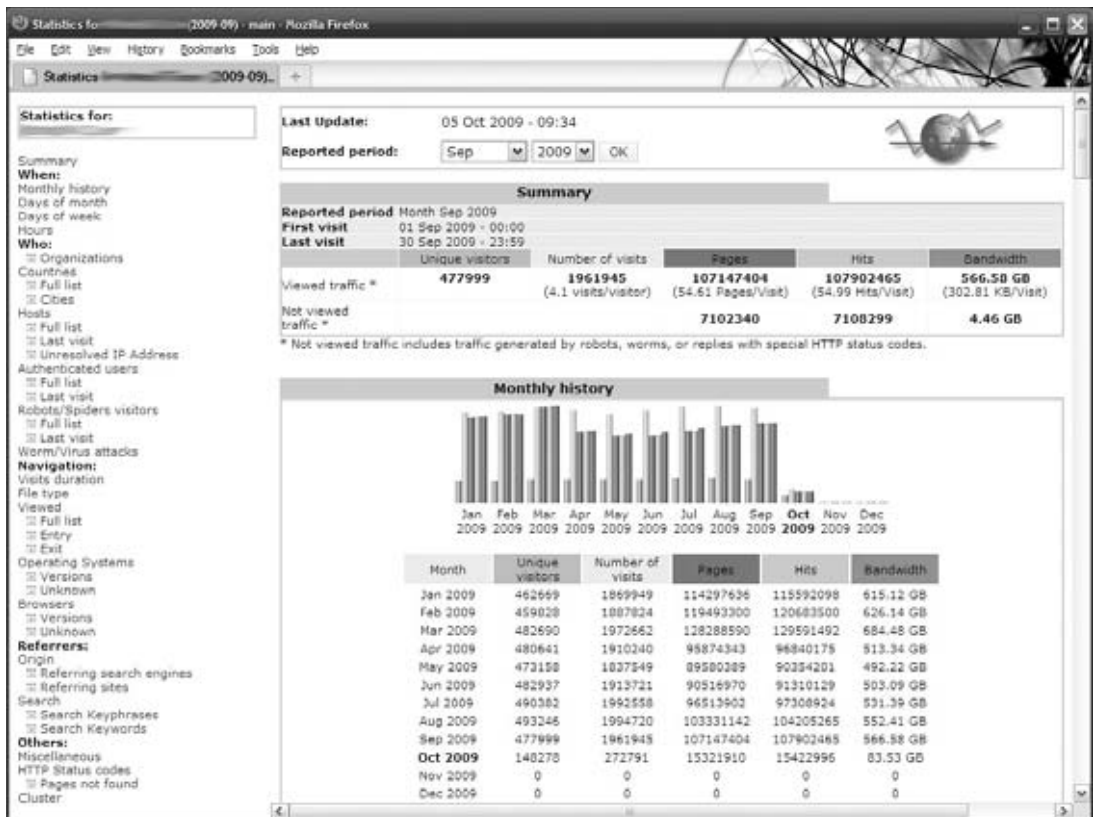 Statistics fo (2009-09) - main - Mozilla Firefox
File Edit View History Bookmarks Tools Help
Statistics 2009-09)...
Statistics for:
Summary
When:
Monthly history
Days of month
Days of week
Hours
Who:
Organizations
Countries
Full list
Cities
Hosts
Full list
Last visit
Unresolved IP Address
Authenticated users
Full list
Last visit
Robots/Spiders visitors
Full list
Last visit
Worm/Virus attacks
Navigation:
Visits duration
File type
Viewed
Full list
Entry
Exit
Operating Systems
Versions
Unknown
Browsers
Versions
Unknown
Referrers:
Origin
Referring search engines
Referring sites
Search
Search Keyphrases
Search Keywords
Others:
Miscellaneous
HTTP Status codes
Pages not found
Cluster
Last Update: 05 Oct 2009 - 09:34
Reported period: Sep 2009 OK
Summary
Reported period Month Sep 2009
First visit 01 Sep 2009 - 00:00
Last visit 30 Sep 2009 - 23:59
Unique visitors Number of visits Pages Hits Bandwidth
Viewed traffic * 477999 1961945 107147404 107902465 566.58 GB
(4.1 visits/visitor) (54.61 Pages/Visit) (54.99 Hits/Visit) (302.81 KB/Visit)
Not viewed
traffic * 7102340 7108299 4.46 GB
* Not viewed traffic includes traffic generated by robots, worms, or replies with special HTTP status codes.
Monthly history
Jan Feb Mar Apr May Jun Jul Aug Sep Oct Nov Dec
2009 2009 2009 2009 2009 2009 2009 2009 2009 2009 2009 2009
Month Unique visitors Number of visits Pages Hits Bandwidth
Jan 2009 462669 1869949 114297636 115592098 615.12 GB
Feb 2009 459828 1887824 119493300 120683500 626.14 GB
Mar 2009 482690 1972662 128288590 129591492 684.48 GB
Apr 2009 480641 1910240 95874343 96840175 513.34 GB
May 2009 473158 1837549 89580389 90354201 492.22 GB
Jun 2009 482937 1913721 90516970 91310129 503.09 GB
Jul 2009 490382 1992558 96513902 97308924 531.39 GB
Aug 2009 493246 1994720 103331142 104205265 552.41 GB
Sep 2009 477999 1961945 107147404 107902465 566.58 GB
Oct 2009 148278 272791 15321910 15422996 83.53 GB
Nov 2009 0 0 0 0 0
Dec 2009 0 0 0 0 0